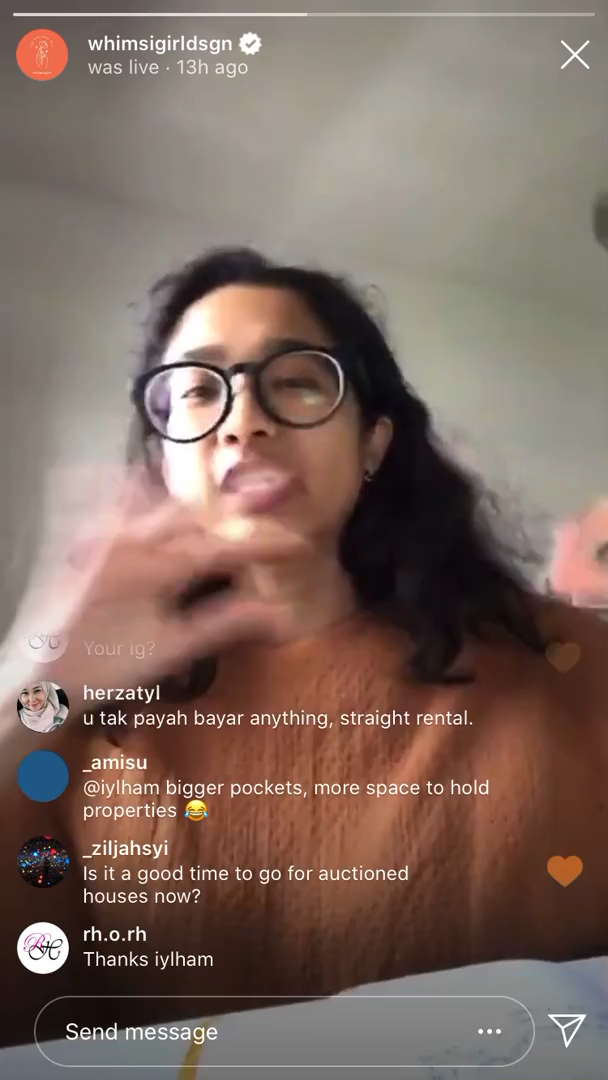 whimsigirldsgn
was live · 13h ago
Your ig?
herzatyl
u tak payah bayar anything, straight rental.
_amisu
@iylham bigger pockets, more space to hold
properties 😂
_ziljahsyi
Is it a good time to go for auctioned
houses now?
rh.o.rh
Thanks iylham
Send message